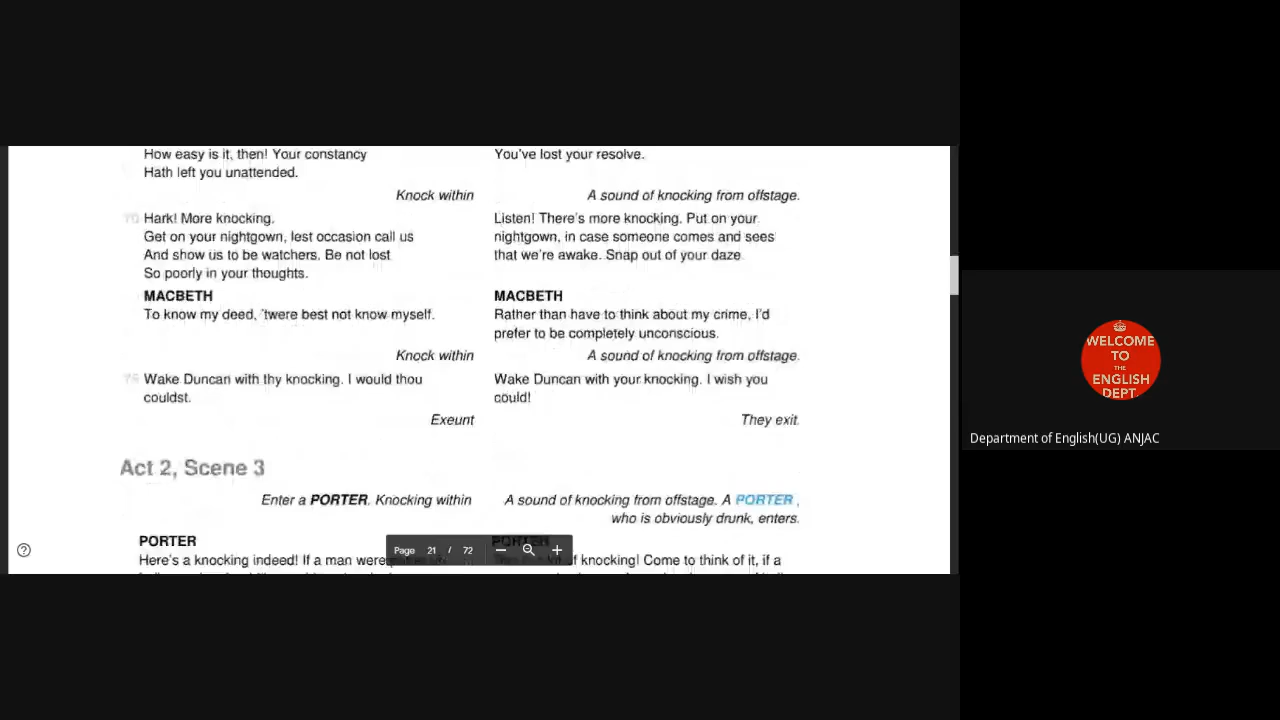 How easy is it, then! Your constancy
Hath left you unattended.
Knock within
70 Hark! More knocking.
Get on your nightgown, lest occasion call us
And show us to be watchers. Be not lost
So poorly in your thoughts.
MACBETH
To know my deed, 'twere best not know myself.
Knock within
75 Wake Duncan with thy knocking. I would thou
couldst.
Exeunt
You've lost your resolve.
A sound of knocking from offstage.
Listen! There's more knocking. Put on your
nightgown, in case someone comes and sees
that we're awake. Snap out of your daze
MACBETH
Rather than have to think about my crime, I'd
prefer to be completely unconscious.
A sound of knocking from offstage.
Wake Duncan with your knocking. I wish you
could!
They exit.
Act 2, Scene 3
Enter a PORTER. Knocking within
PORTER
Here's a knocking indeed! If a man were
A sound of knocking from offstage. A PORTER ,
who is obviously drunk, enters.
PORTER
of knocking! Come to think of it, if a
Page 21 / 72
WELCOME
TO
THE
ENGLISH
DEPT.
Department of English(UG) ANJAC